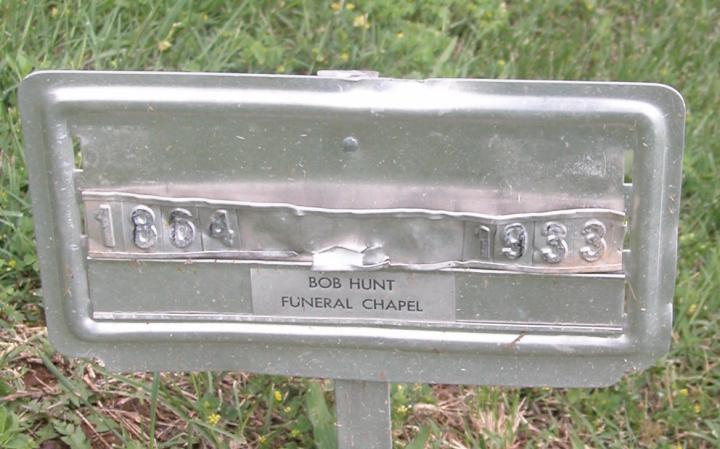 1864 1933
BOB HUNT
FUNERAL CHAPEL